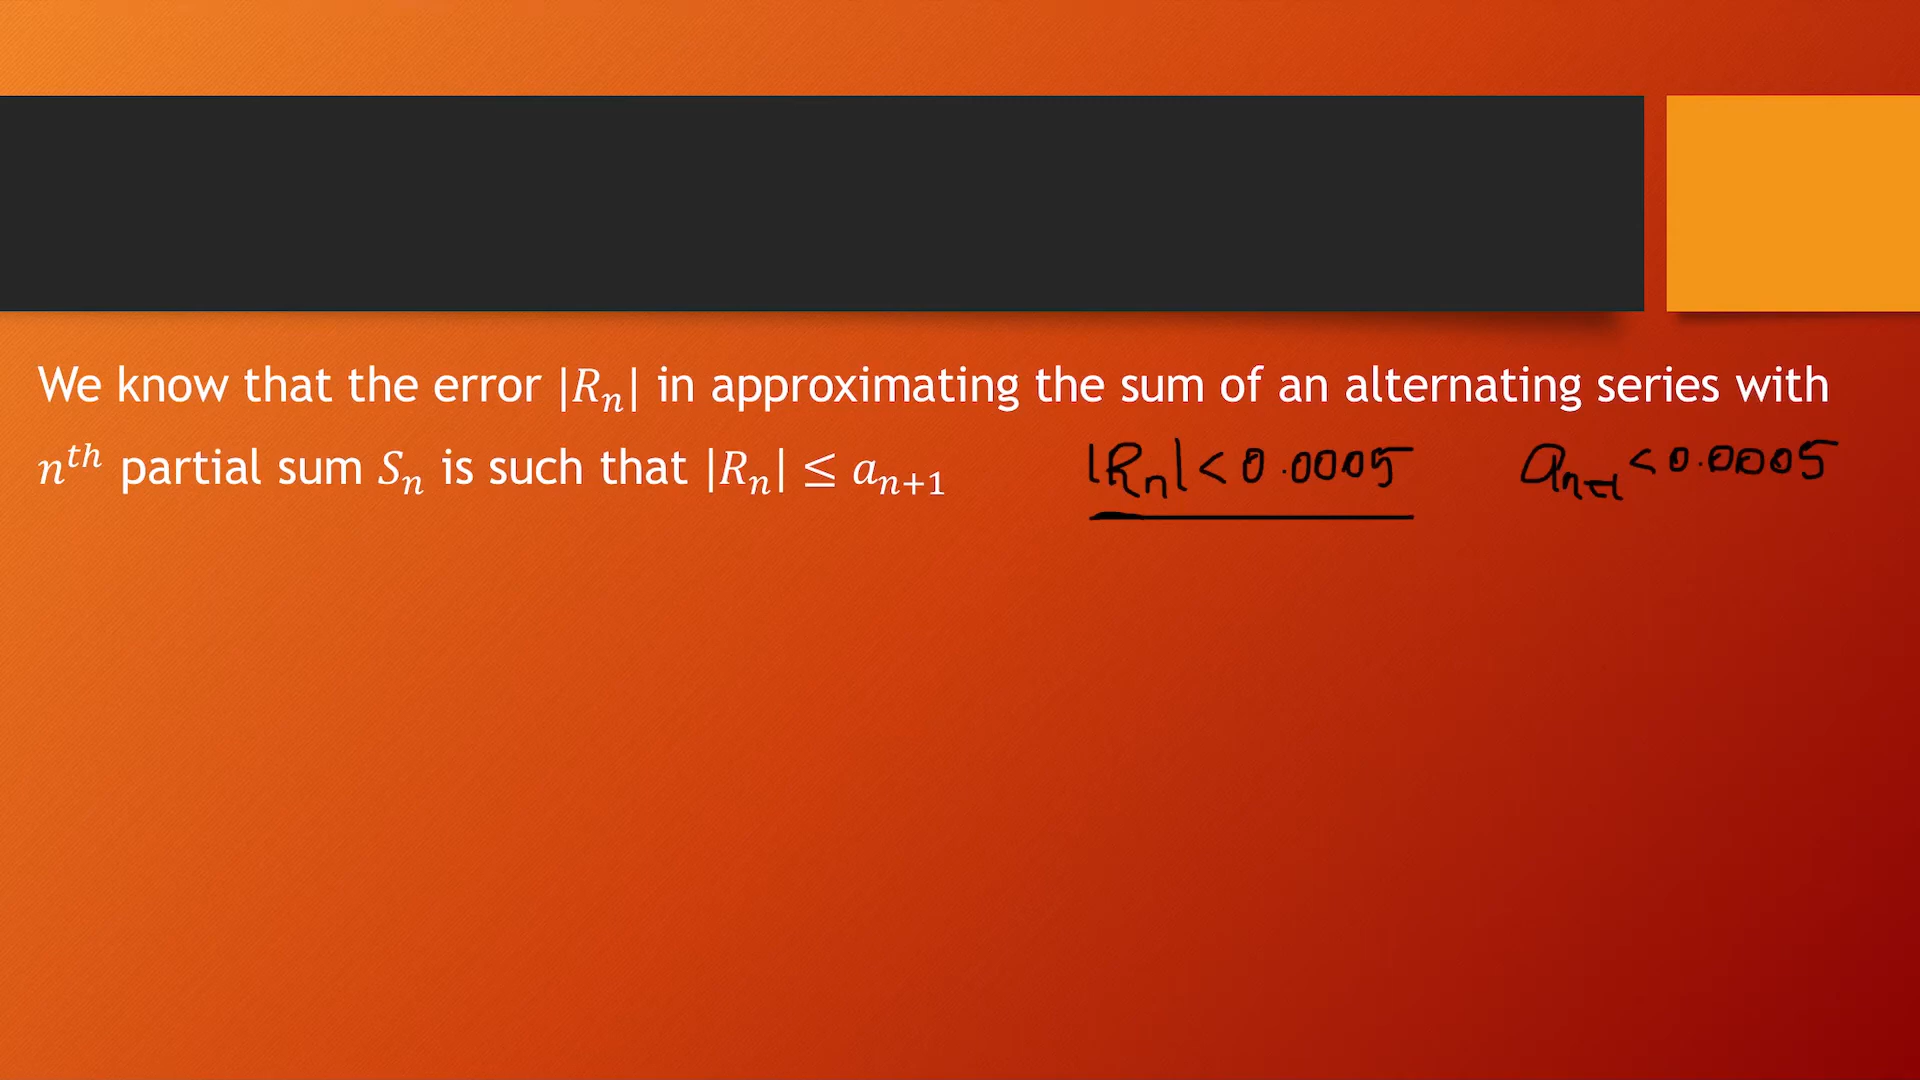 We know that the error |Rₙ| in approximating the sum of an alternating series with
nᵗʰ partial sum Sₙ is such that |Rₙ| ≤ aₙ₊₁ |Rₙ| < 0.0005 aₙ₊₁ < 0.0005